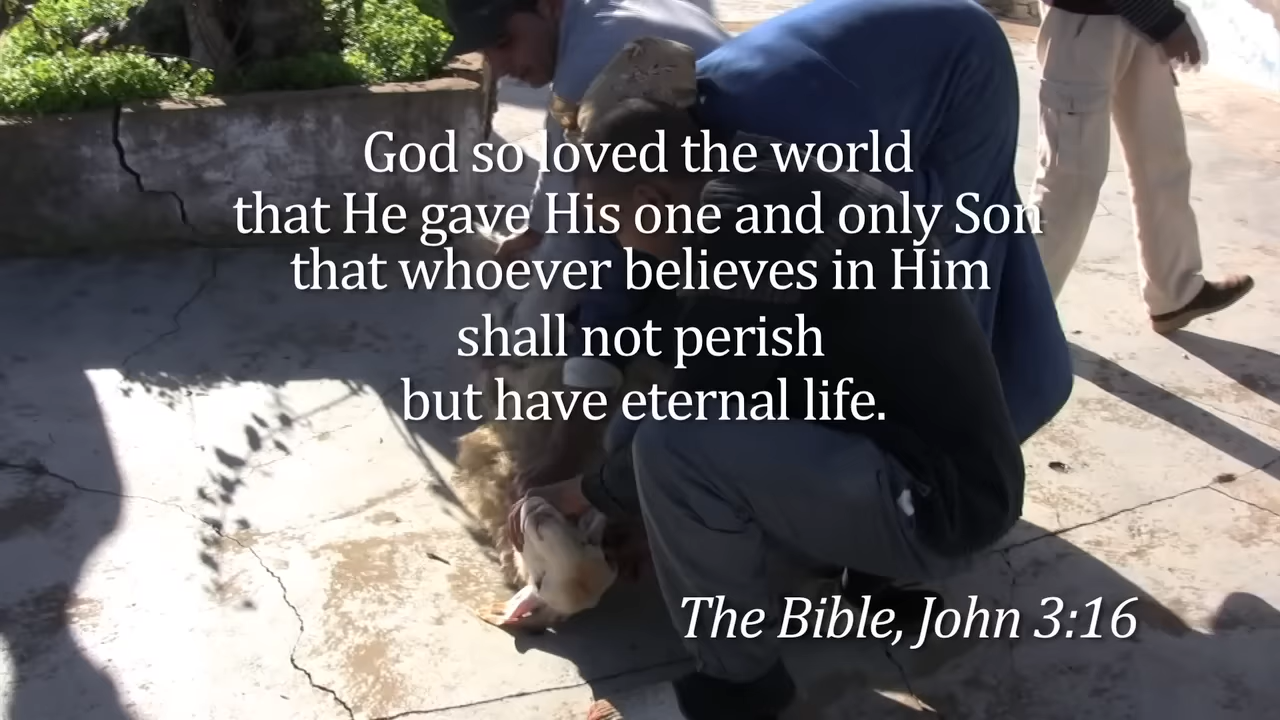 God so loved the world
that He gave His one and only Son
that whoever believes in Him
shall not perish
but have eternal life.
The Bible, John 3:16